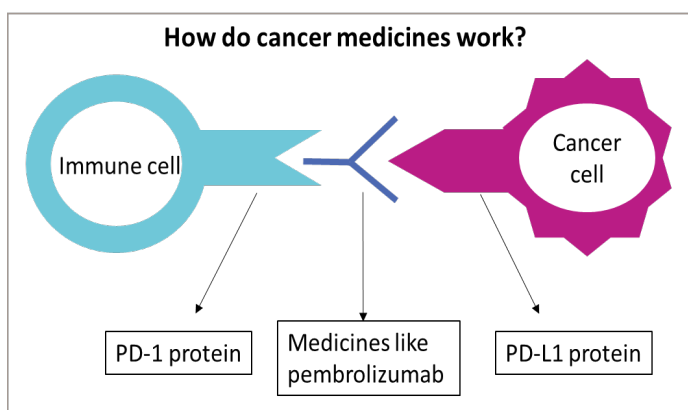 How do cancer medicines work?
Immune cell
Cancer
cell
PD-1 protein
Medicines like
pembrolizumab
PD-L1 protein